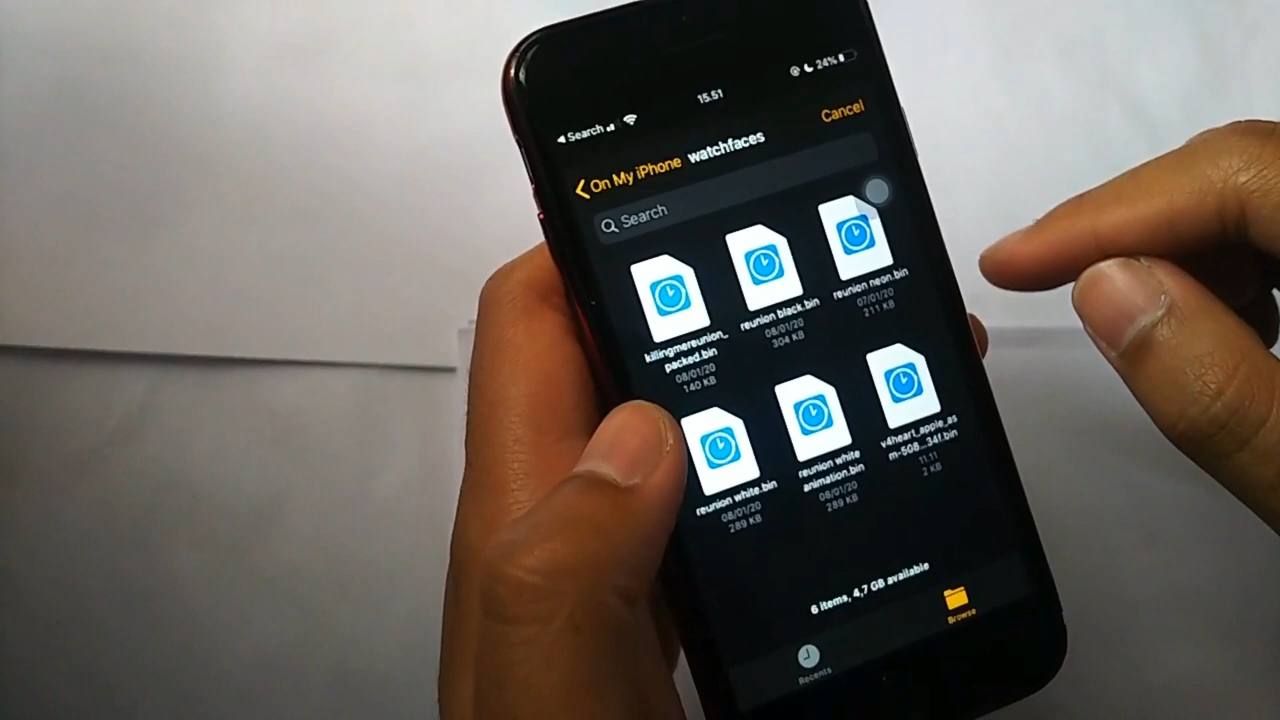 15.51
24%
Search
Cancel
On My iPhone watchfaces
Search
killingmereunion_
packed.bin
08/01/20
140 KB
reunion black.bin
08/01/20
304 KB
reunion neon.bin
07/01/20
211 KB
reunion white.bin
08/01/20
289 KB
reunion white
animation.bin
08/01/20
289 KB
v4heart_apple_as
m-508...34f.bin
11.11
2 KB
6 items, 4,7 GB available
Recents
Browse